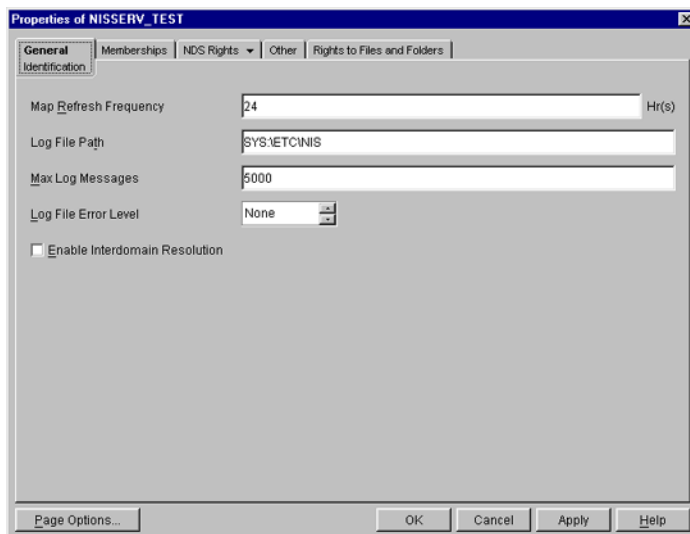 Properties of NISSERV_TEST
General Memberships NDS Rights Other Rights to Files and Folders
Identification
Map Refresh Frequency 24 Hr(s)
Log File Path SYS:\ETC\NIS
Max Log Messages 5000
Log File Error Level None
Enable Interdomain Resolution
Page Options... OK Cancel Apply Help